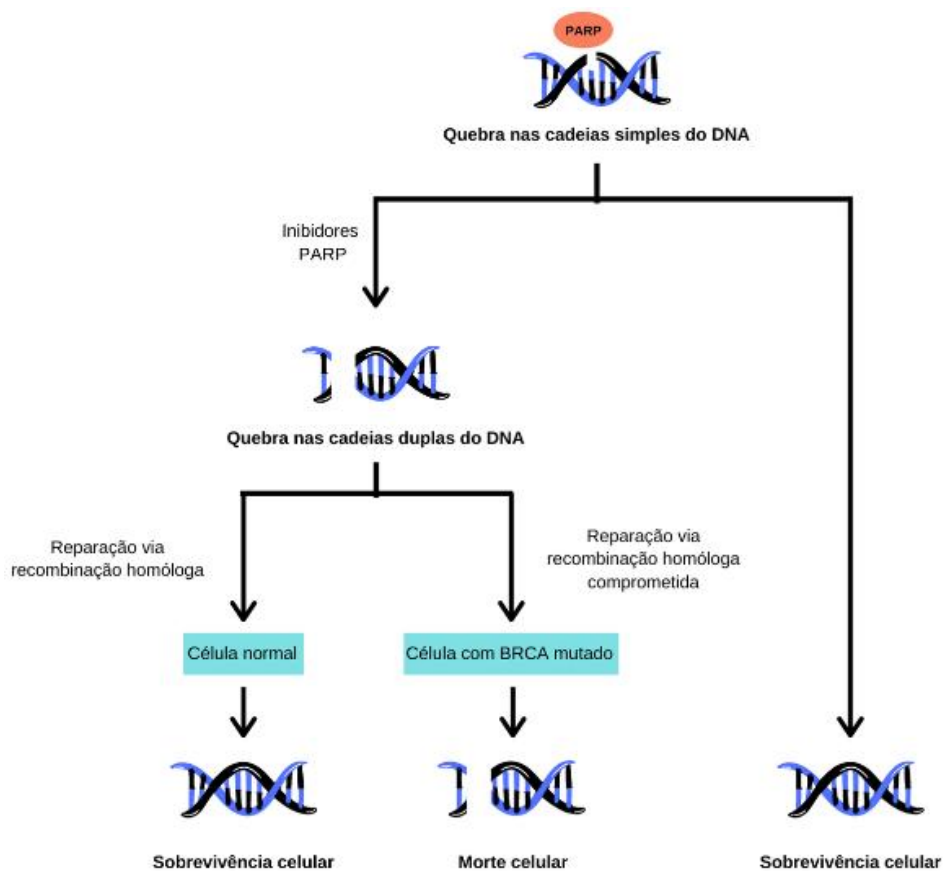 PARP
Quebra nas cadeias simples do DNA
Inibidores
PARP
Quebra nas cadeias duplas do DNA
Reparação via
recombinação homóloga
Reparação via
recombinação homóloga
comprometida
Célula normal
Célula com BRCA mutado
Sobrevivência celular
Morte celular
Sobrevivência celular